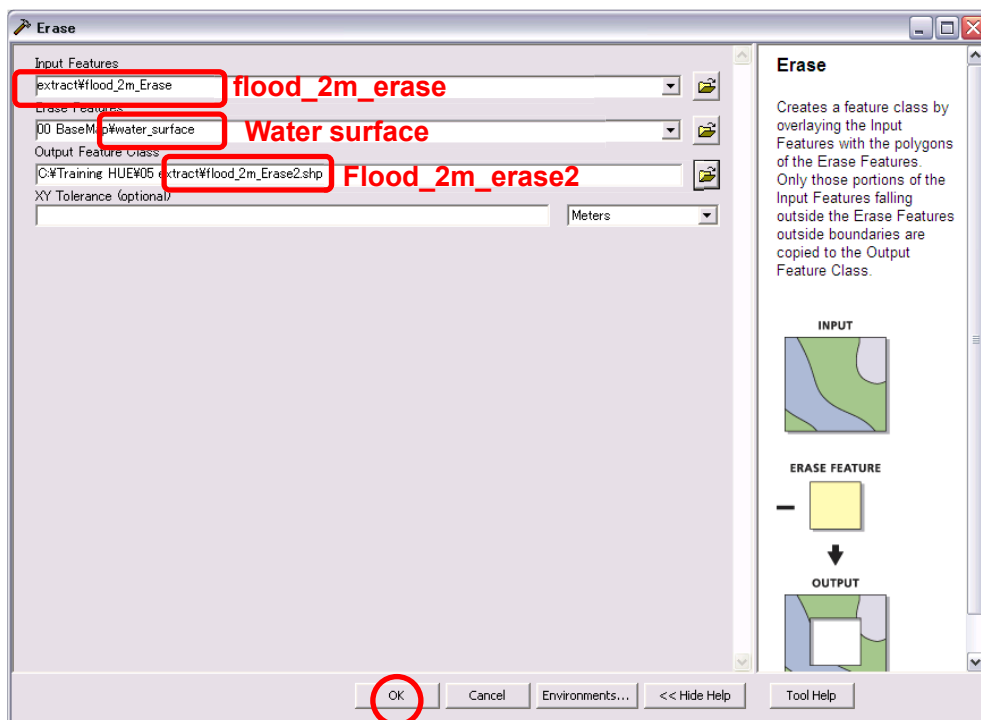 Erase
Input Features
extract¥flood_2m_Erase
flood_2m_erase
Erase Features
00 BaseMap¥water_surface
Water surface
Output Feature Class
C:¥Training HUE¥05 extract¥flood_2m_Erase2.shp
Flood_2m_erase2
XY Tolerance (optional)
Meters
OK
Cancel
Environments...
<< Hide Help
Tool Help
Erase
Creates a feature class by
overlaying the Input
Features with the polygons
of the Erase Features.
Only those portions of the
Input Features falling
outside the Erase Features
outside boundaries are
copied to the Output
Feature Class.
INPUT
ERASE FEATURE
OUTPUT